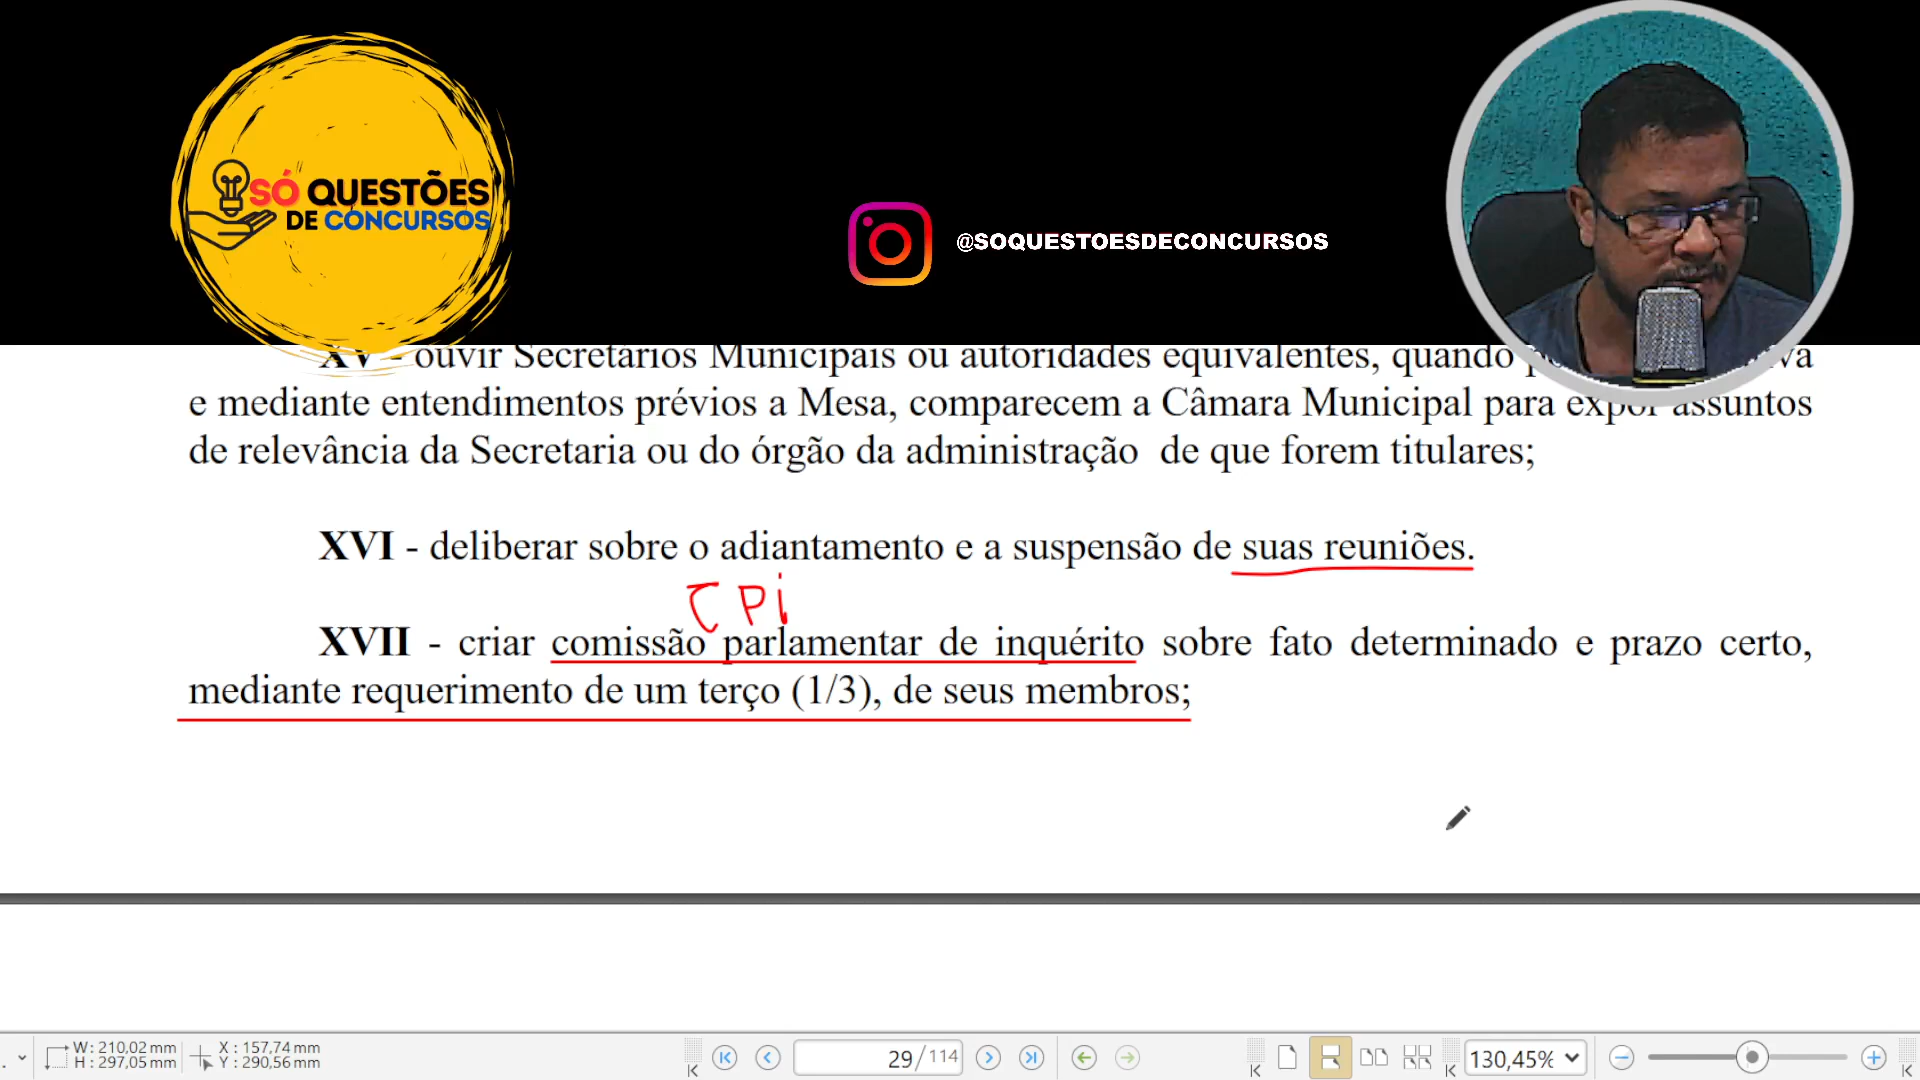 SÓ QUESTÕES
DE CONCURSOS
@SOQUESTOESDECONCURSOS
XV - ouvir Secretários Municipais ou autoridades equivalentes, quando
e mediante entendimentos prévios a Mesa, comparecem a Câmara Municipal para expor assuntos
de relevância da Secretaria ou do órgão da administração de que forem titulares;
XVI - deliberar sobre o adiantamento e a suspensão de suas reuniões.
CPi
XVII - criar comissão parlamentar de inquérito sobre fato determinado e prazo certo,
mediante requerimento de um terço (1/3), de seus membros;
W: 210,02 mm X : 157,74 mm 29 / 114 130,45%
H : 297,05 mm Y : 290,56 mm